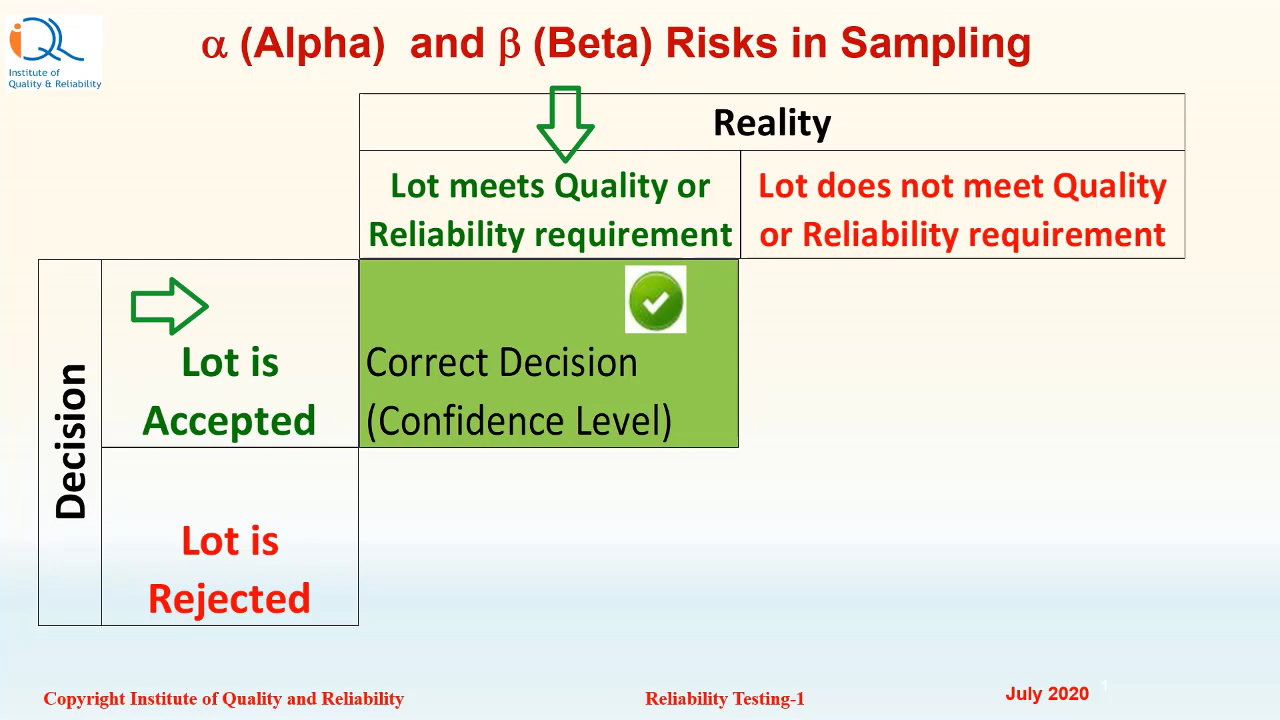 iQR
Institute of
Quality & Reliability
α (Alpha) and β (Beta) Risks in Sampling
Reality
Lot meets Quality or
Reliability requirement
Lot does not meet Quality
or Reliability requirement
Decision
Lot is
Accepted
Correct Decision
(Confidence Level)
Lot is
Rejected
Copyright Institute of Quality and Reliability
Reliability Testing-1
July 2020
1